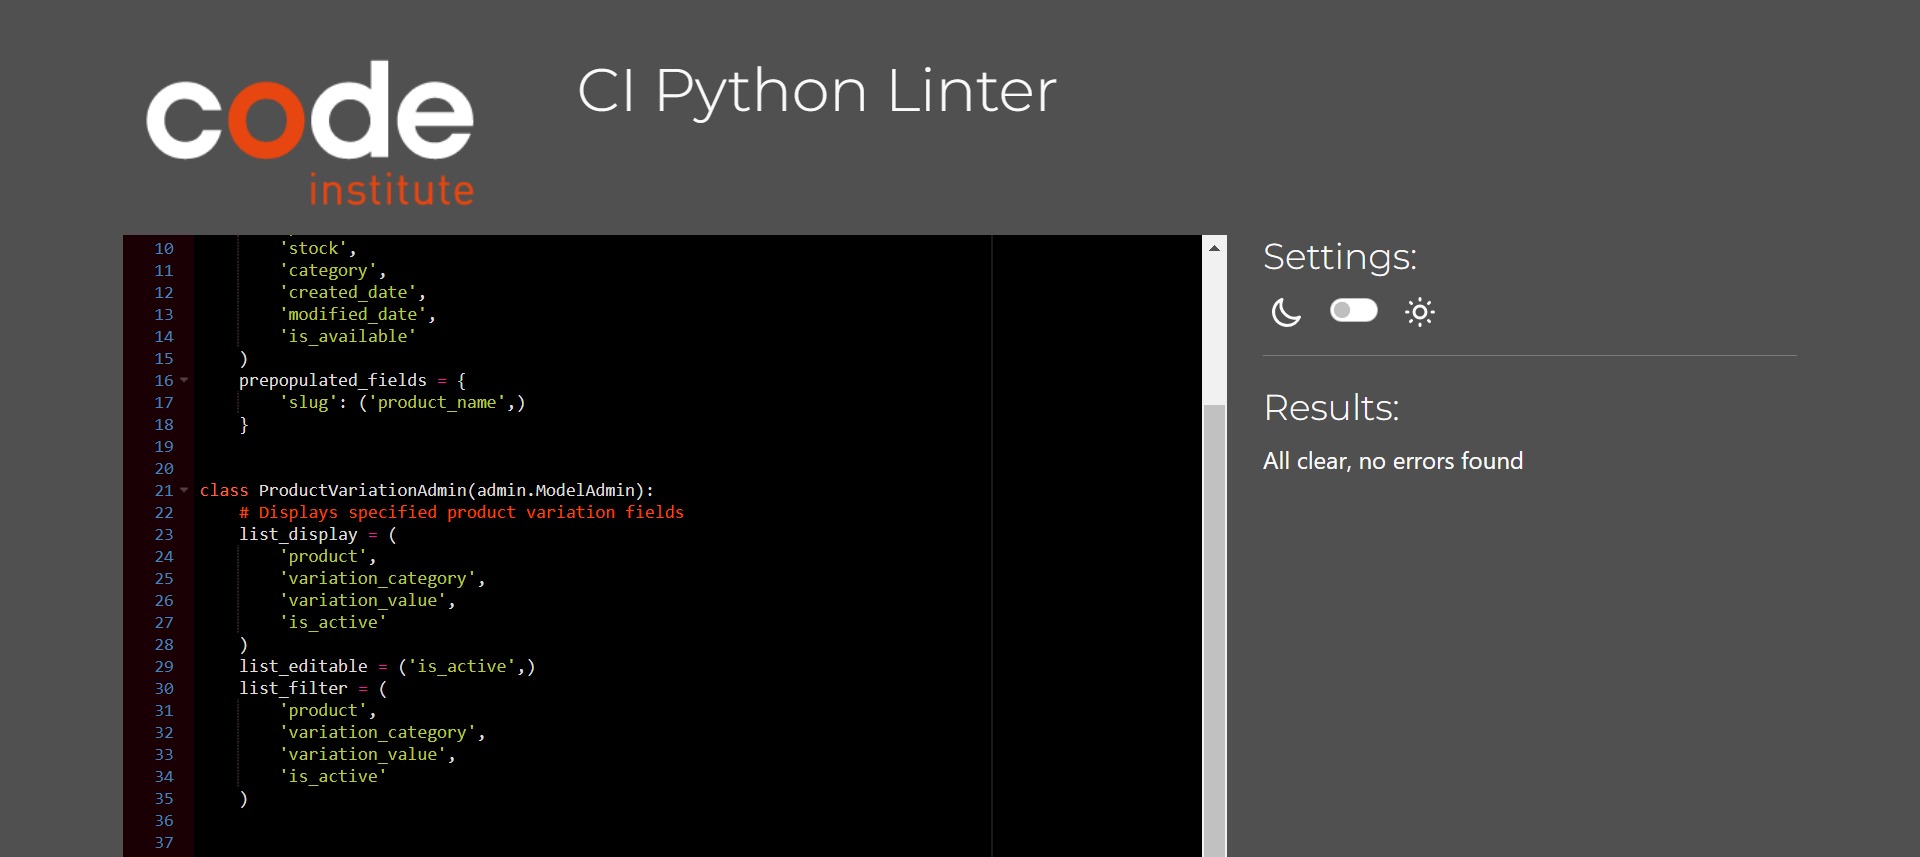 code
institute
CI Python Linter
10 'stock',
11 'category',
12 'created_date',
13 'modified_date',
14 'is_available'
15 )
16 prepopulated_fields = {
17 'slug': ('product_name',)
18 }
19
20
21 class ProductVariationAdmin(admin.ModelAdmin):
22 # Displays specified product variation fields
23 list_display = (
24 'product',
25 'variation_category',
26 'variation_value',
27 'is_active'
28 )
29 list_editable = ('is_active',)
30 list_filter = (
31 'product',
32 'variation_category',
33 'variation_value',
34 'is_active'
35 )
36
37
Settings:
Results:
All clear, no errors found